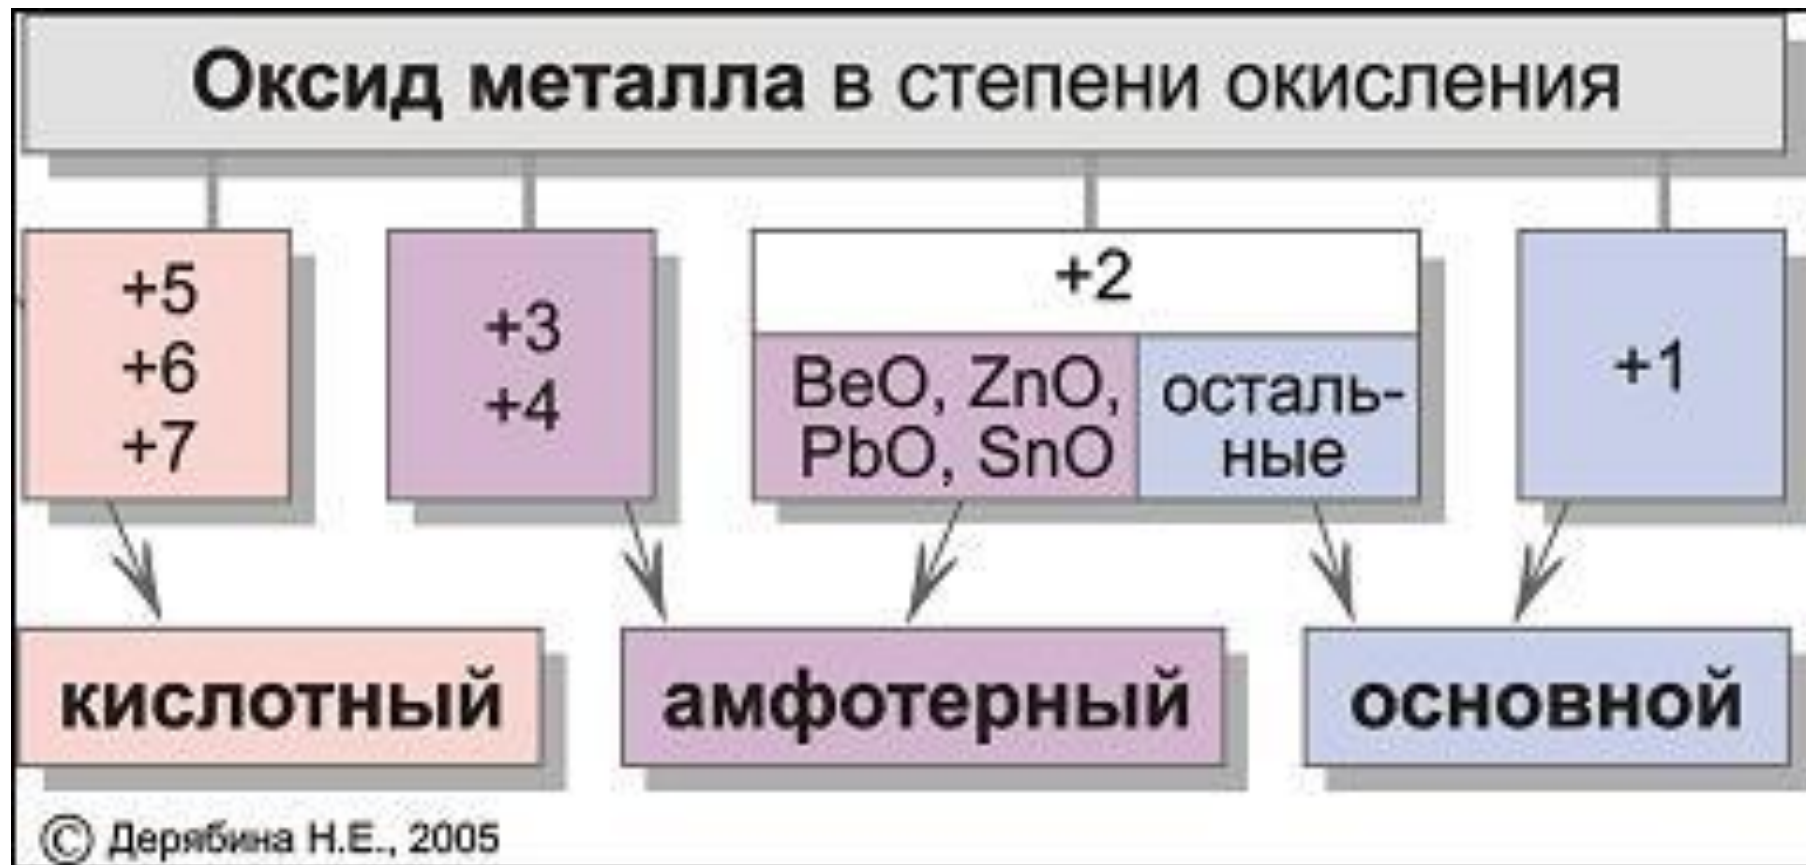 Оксид металла в степени окисления
+5
+6
+7
+3
+4
+2
BeO, ZnO,
PbO, SnO
осталь-
ные
+1
кислотный
амфотерный
основной
© Дерябина Н.Е., 2005